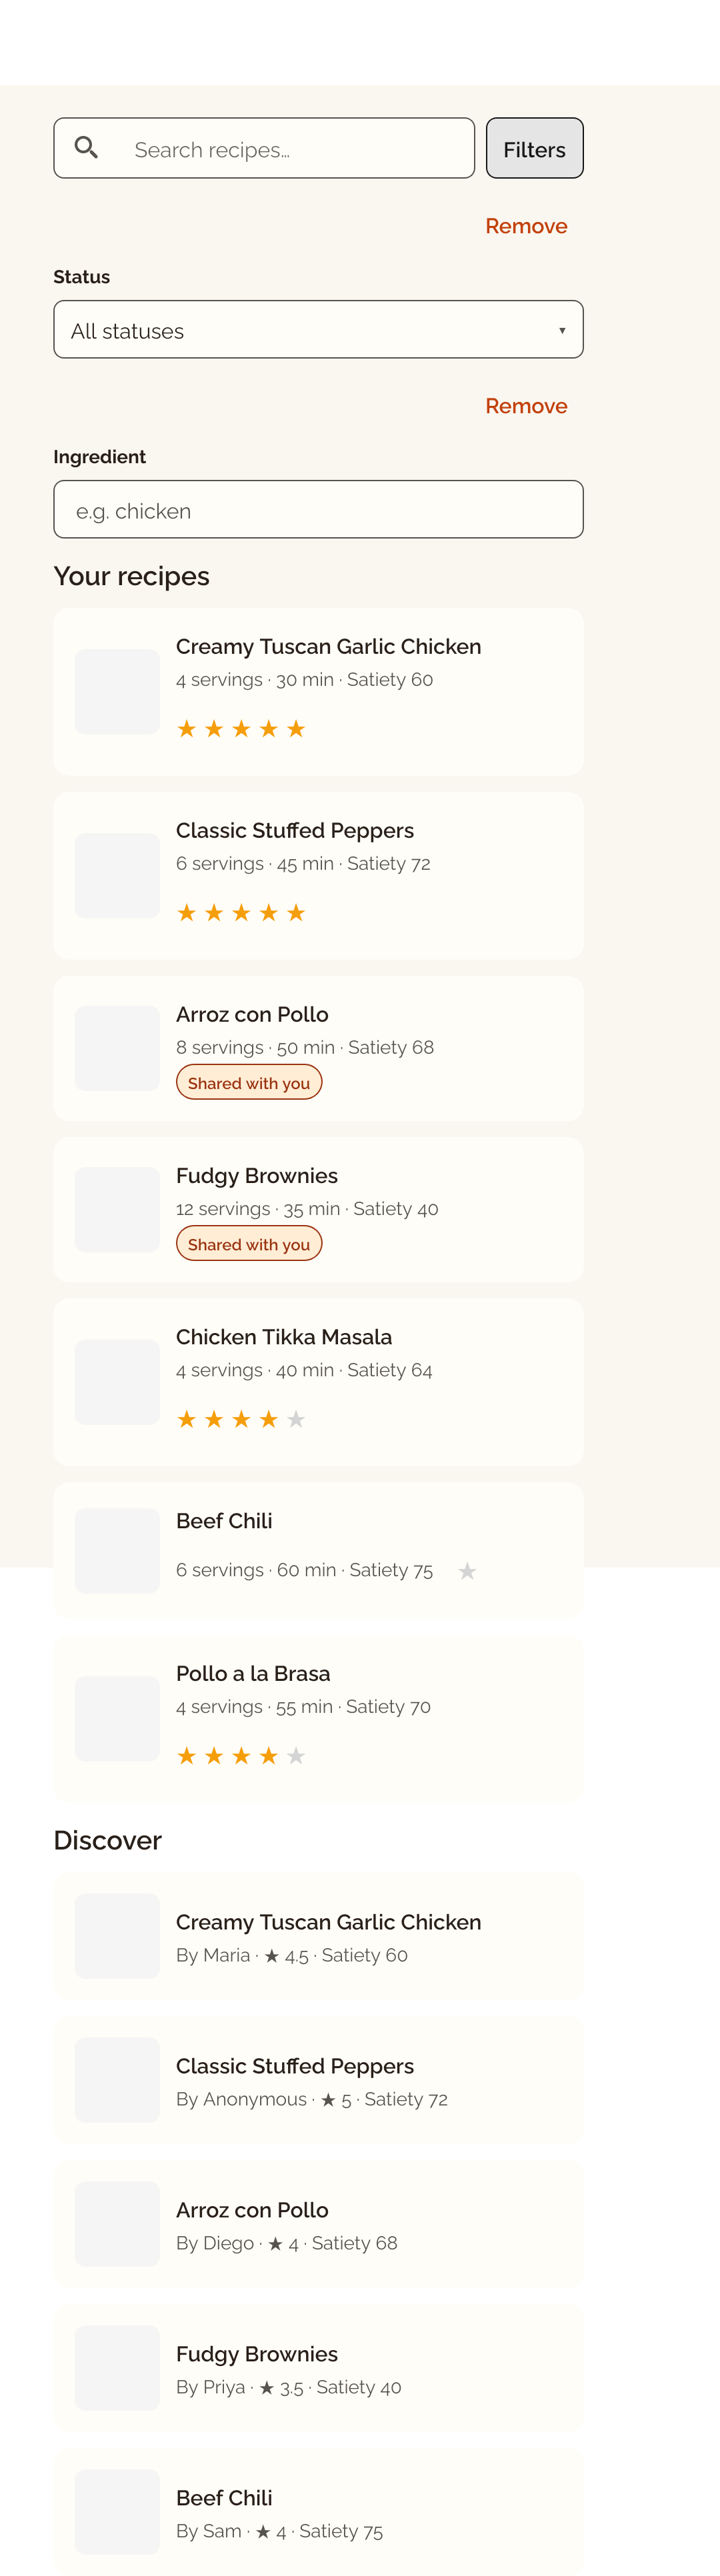 Search recipes...
Filters
Remove
Status
All statuses
Remove
Ingredient
e.g. chicken
Your recipes
Creamy Tuscan Garlic Chicken
4 servings · 30 min · Satiety 60
★ ★ ★ ★ ★
Classic Stuffed Peppers
6 servings · 45 min · Satiety 72
★ ★ ★ ★ ★
Arroz con Pollo
8 servings · 50 min · Satiety 68
Shared with you
Fudgy Brownies
12 servings · 35 min · Satiety 40
Shared with you
Chicken Tikka Masala
4 servings · 40 min · Satiety 64
★ ★ ★ ★ ★
Beef Chili
6 servings · 60 min · Satiety 75 ★
Pollo a la Brasa
4 servings · 55 min · Satiety 70
★ ★ ★ ★ ★
Discover
Creamy Tuscan Garlic Chicken
By Maria · ★ 4.5 · Satiety 60
Classic Stuffed Peppers
By Anonymous · ★ 5 · Satiety 72
Arroz con Pollo
By Diego · ★ 4 · Satiety 68
Fudgy Brownies
By Priya · ★ 3.5 · Satiety 40
Beef Chili
By Sam · ★ 4 · Satiety 75